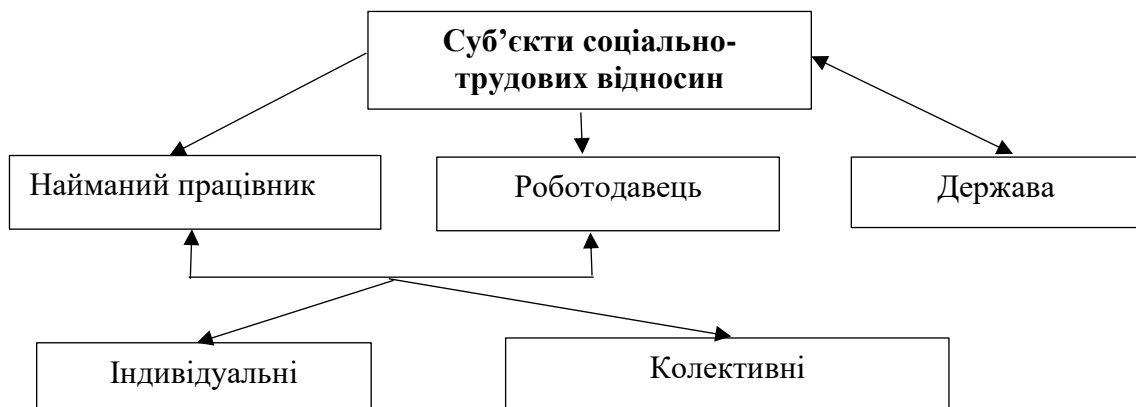 Суб’єкти соціально-
трудових відносин
Найманий працівник
Роботодавець
Держава
Індивідуальні
Колективні